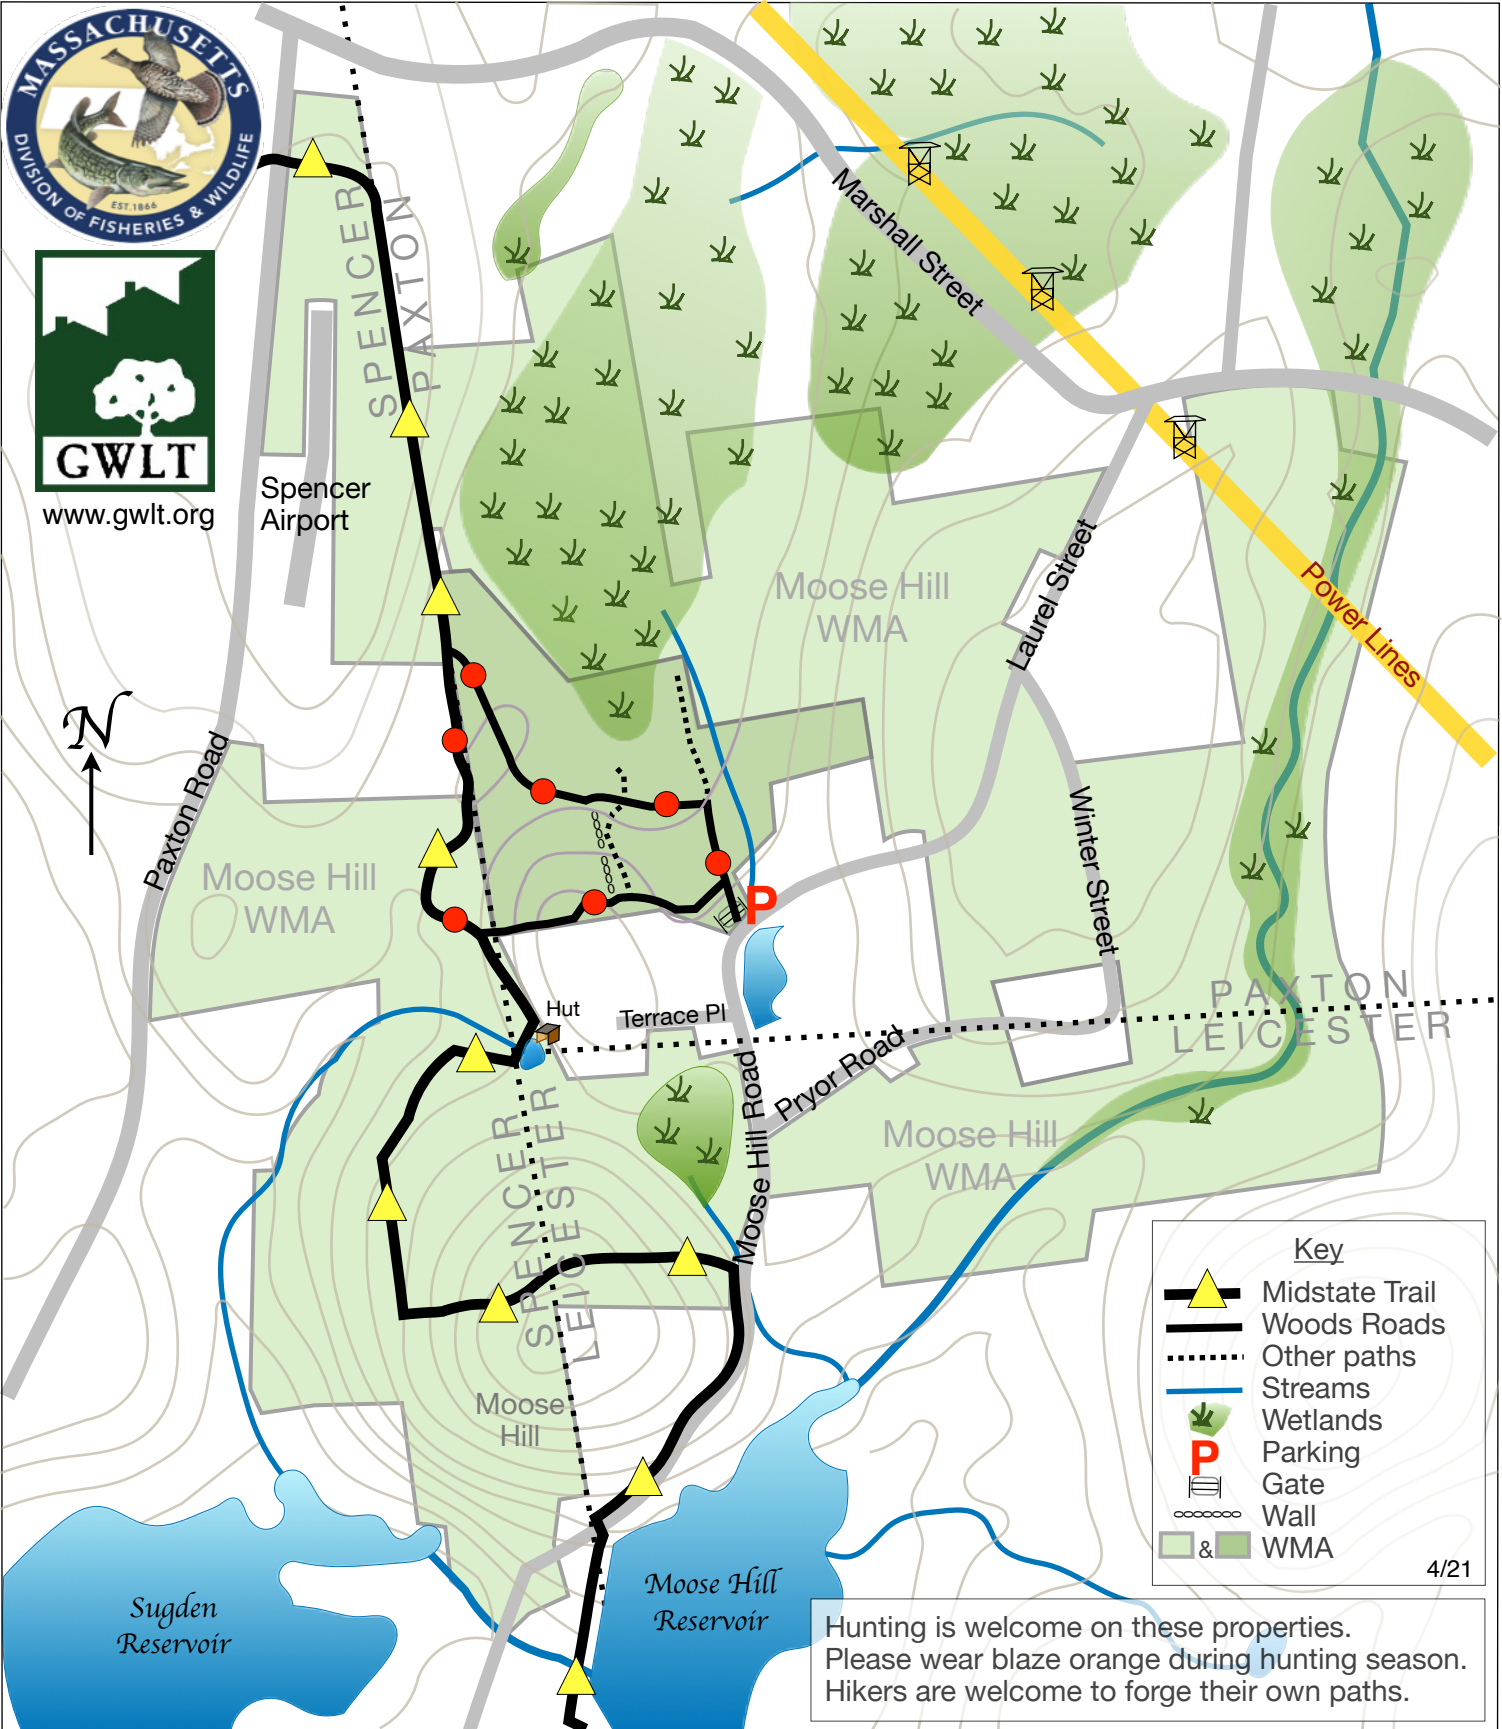 MASSACHUSETTS
EST.1866
DIVISION OF FISHERIES & WILDLIFE
GWLT
www.gwlt.org
SPENCER
PAXTON
Spencer
Airport
Marshall Street
Moose Hill
WMA
Laurel Street
Power Lines
N
Paxton Road
Moose Hill
WMA
Winter Street
P
PAXTON
LEICESTER
Hut
Terrace Pl
Moose Hill Road
Pryor Road
Moose Hill
WMA
SPENCER
LEICESTER
Moose
Hill
Sugden
Reservoir
Moose Hill
Reservoir
Key
Midstate Trail
Woods Roads
Other paths
Streams
Wetlands
P Parking
Gate
Wall
& WMA
4/21
Hunting is welcome on these properties.
Please wear blaze orange during hunting season.
Hikers are welcome to forge their own paths.